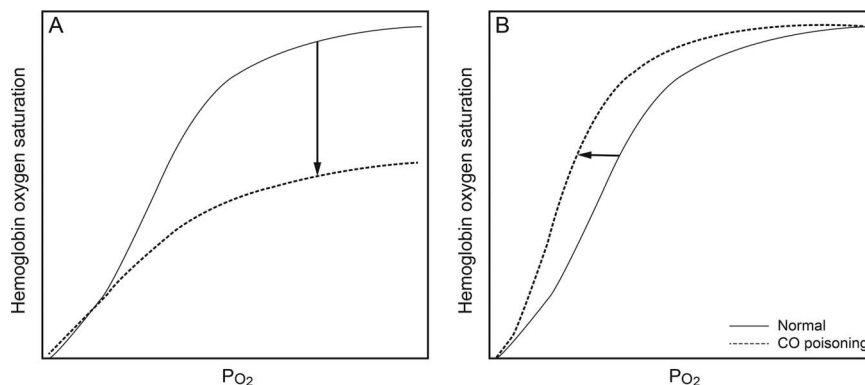 A
Hemoglobin oxygen saturation
PO2
B
Hemoglobin oxygen saturation
Normal
CO poisoning
PO2